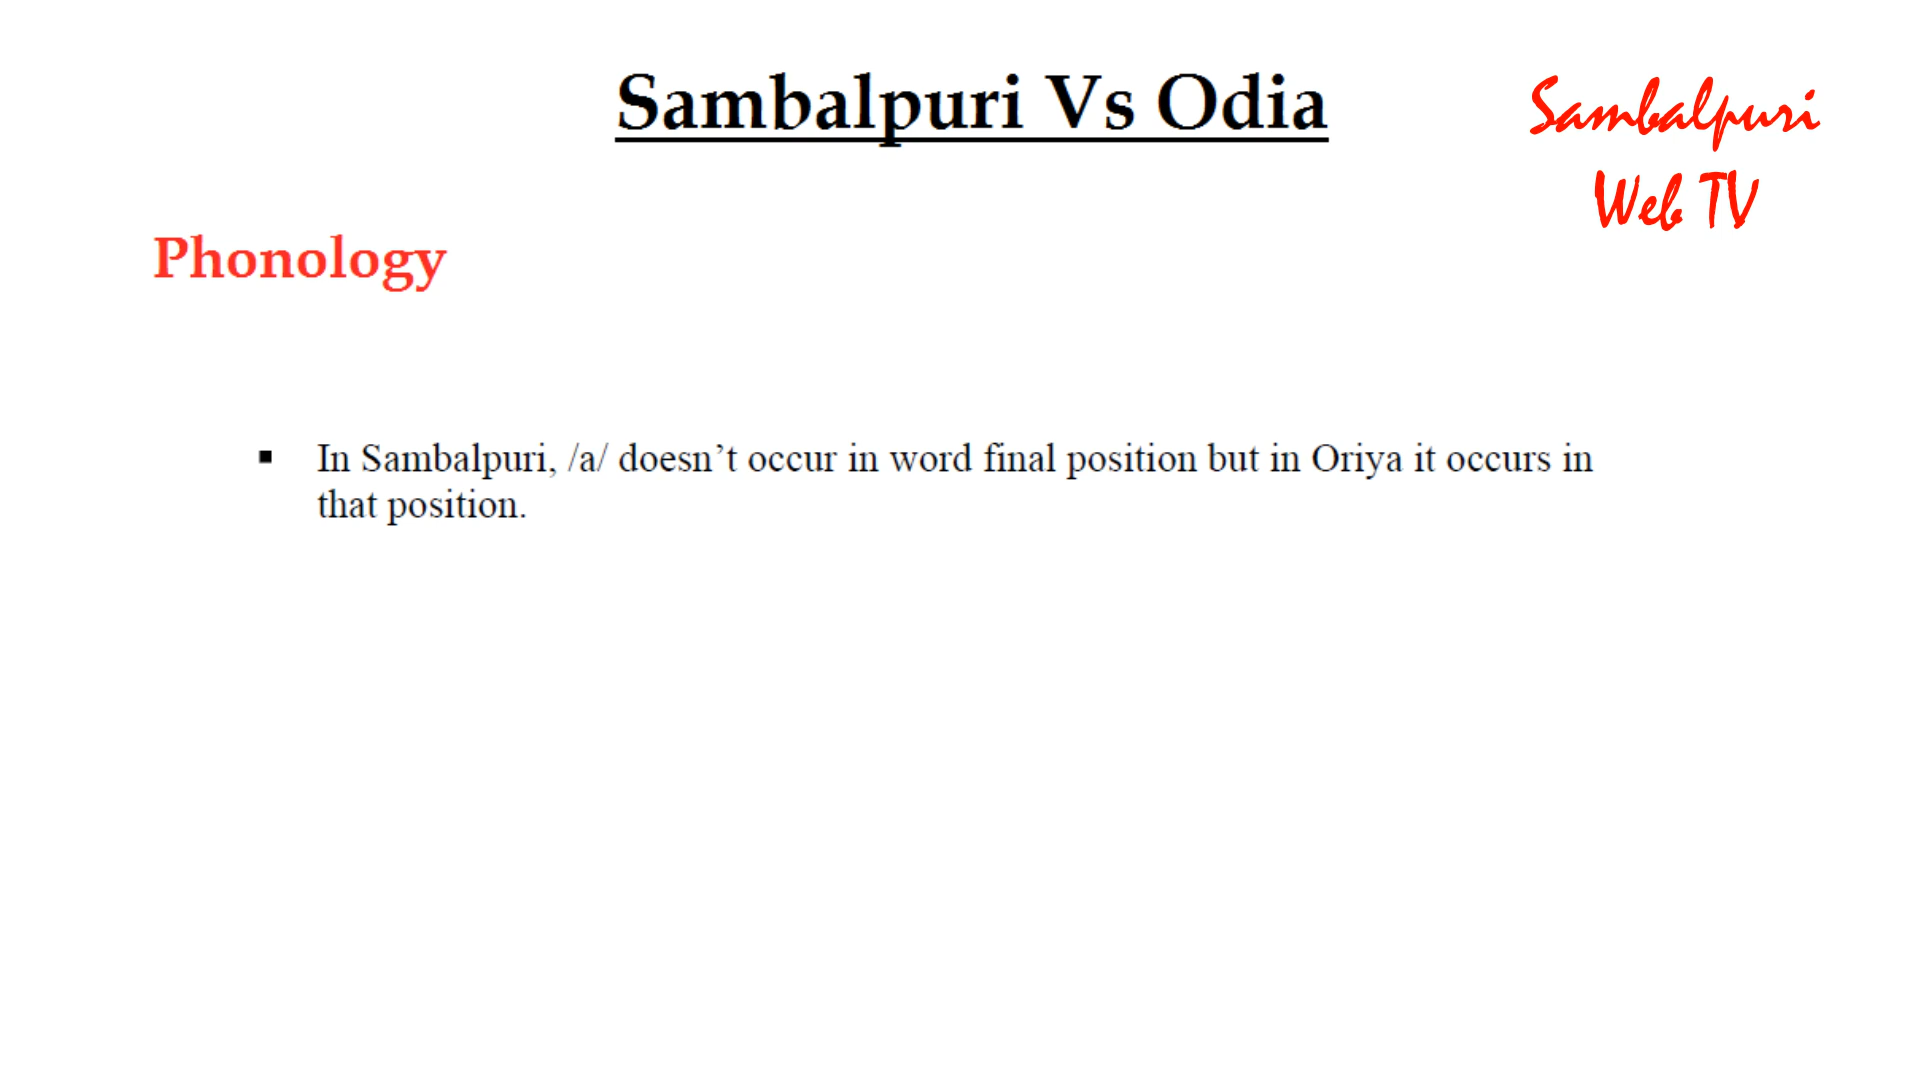 Sambalpuri Vs Odia
Sambalpuri
Web TV
Phonology
▪ In Sambalpuri, /a/ doesn’t occur in word final position but in Oriya it occurs in
that position.